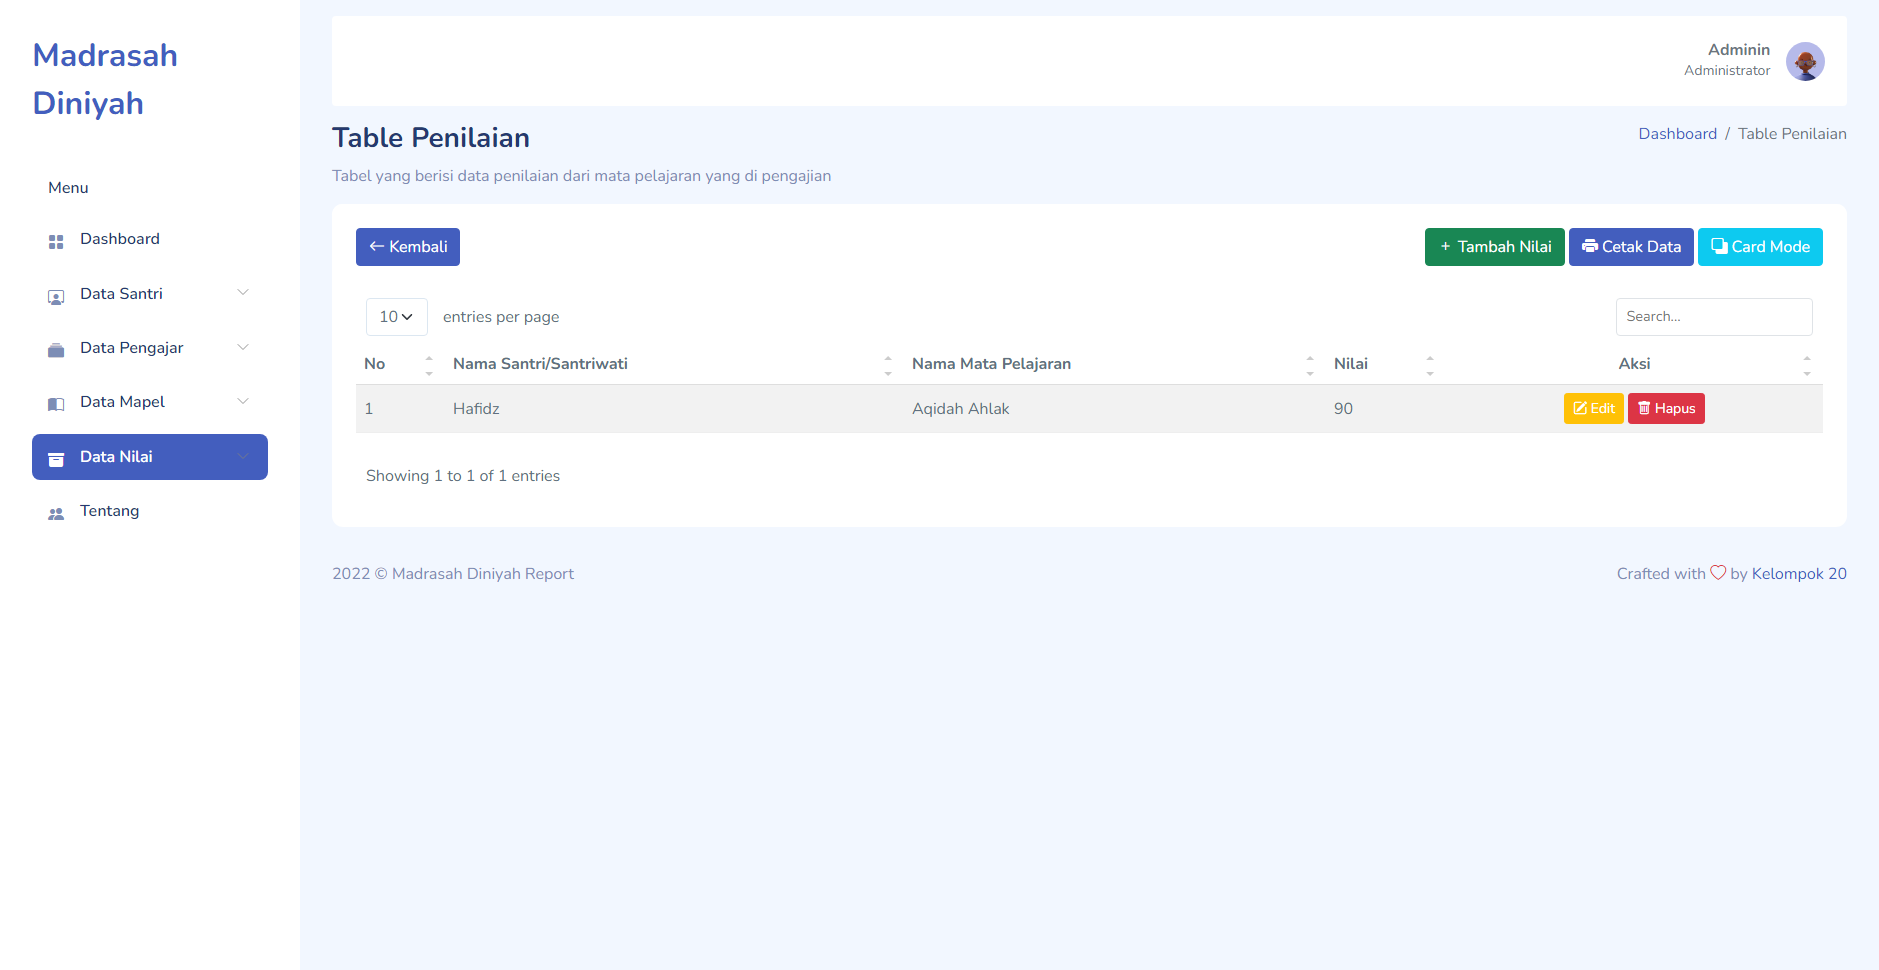 Madrasah
Diniyah
Menu
Dashboard
Data Santri
Data Pengajar
Data Mapel
Data Nilai
Tentang
Adminin
Administrator
Table Penilaian
Dashboard / Table Penilaian
Tabel yang berisi data penilaian dari mata pelajaran yang di pengajian
Kembali
+ Tambah Nilai Cetak Data Card Mode
10 entries per page
Search...
No Nama Santri/Santriwati Nama Mata Pelajaran Nilai Aksi
1 Hafidz Aqidah Ahlak 90 Edit Hapus
Showing 1 to 1 of 1 entries
2022 © Madrasah Diniyah Report
Crafted with by Kelompok 20